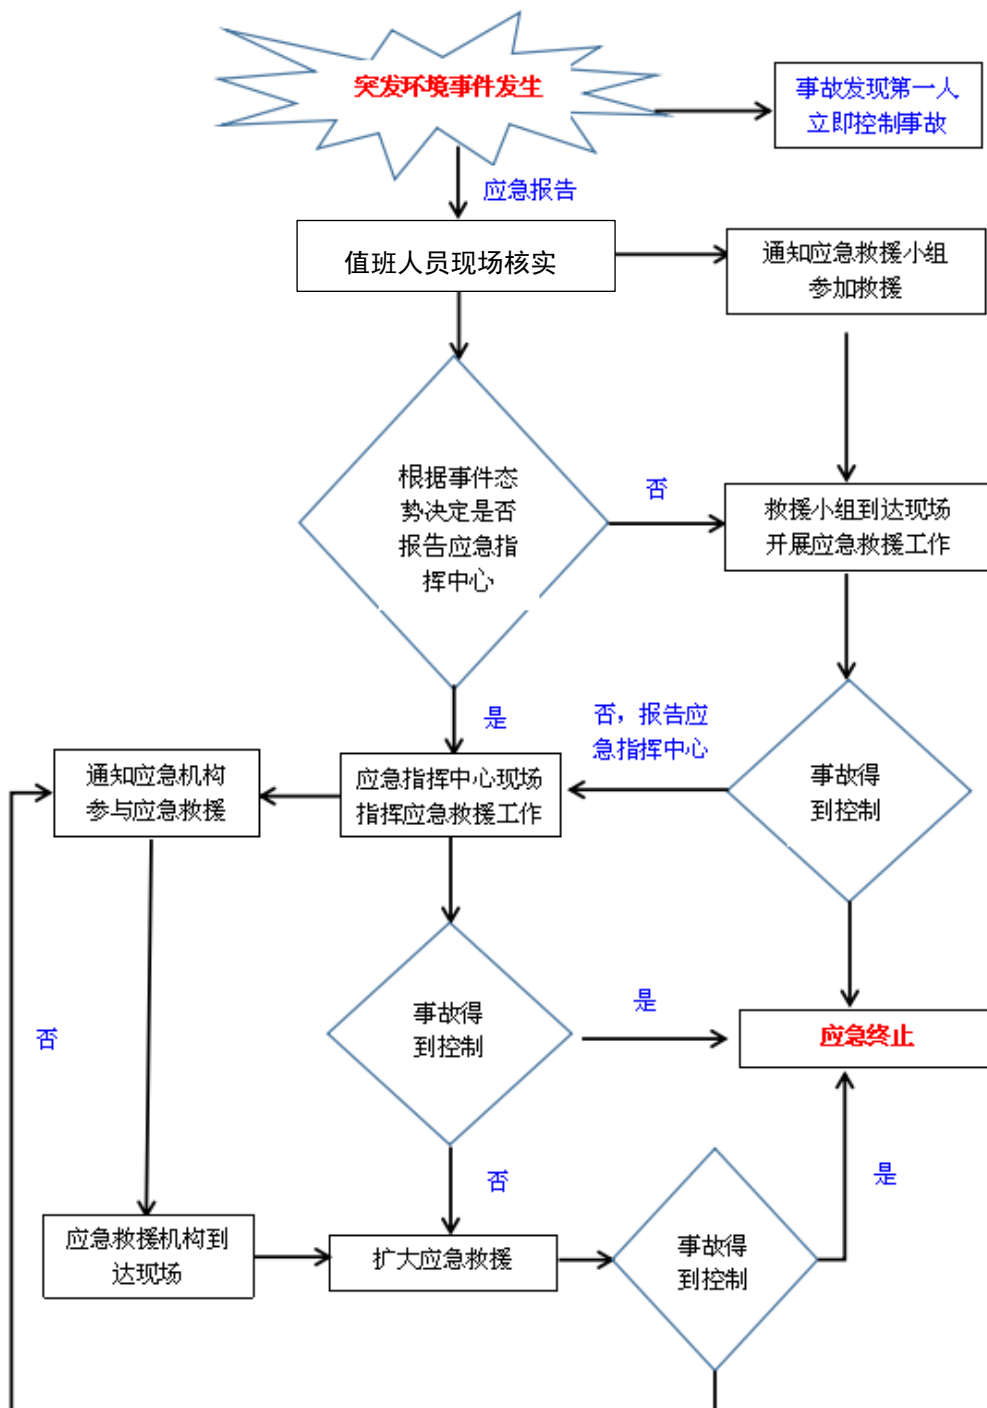 突发环境事件发生
事故发现第一人
立即控制事故
应急报告
值班人员现场核实
通知应急救援小组
参加救援
根据事件态
势决定是否
报告应急指
挥中心
否
救援小组到达现场
开展应急救援工作
是
否，报告应
急指挥中心
通知应急机构
参与应急救援
应急指挥中心现场
指挥应急救援工作
事故得
到控制
事故得
到控制
是
应急终止
否
否
是
应急救援机构到
达现场
扩大应急救援
事故得
到控制